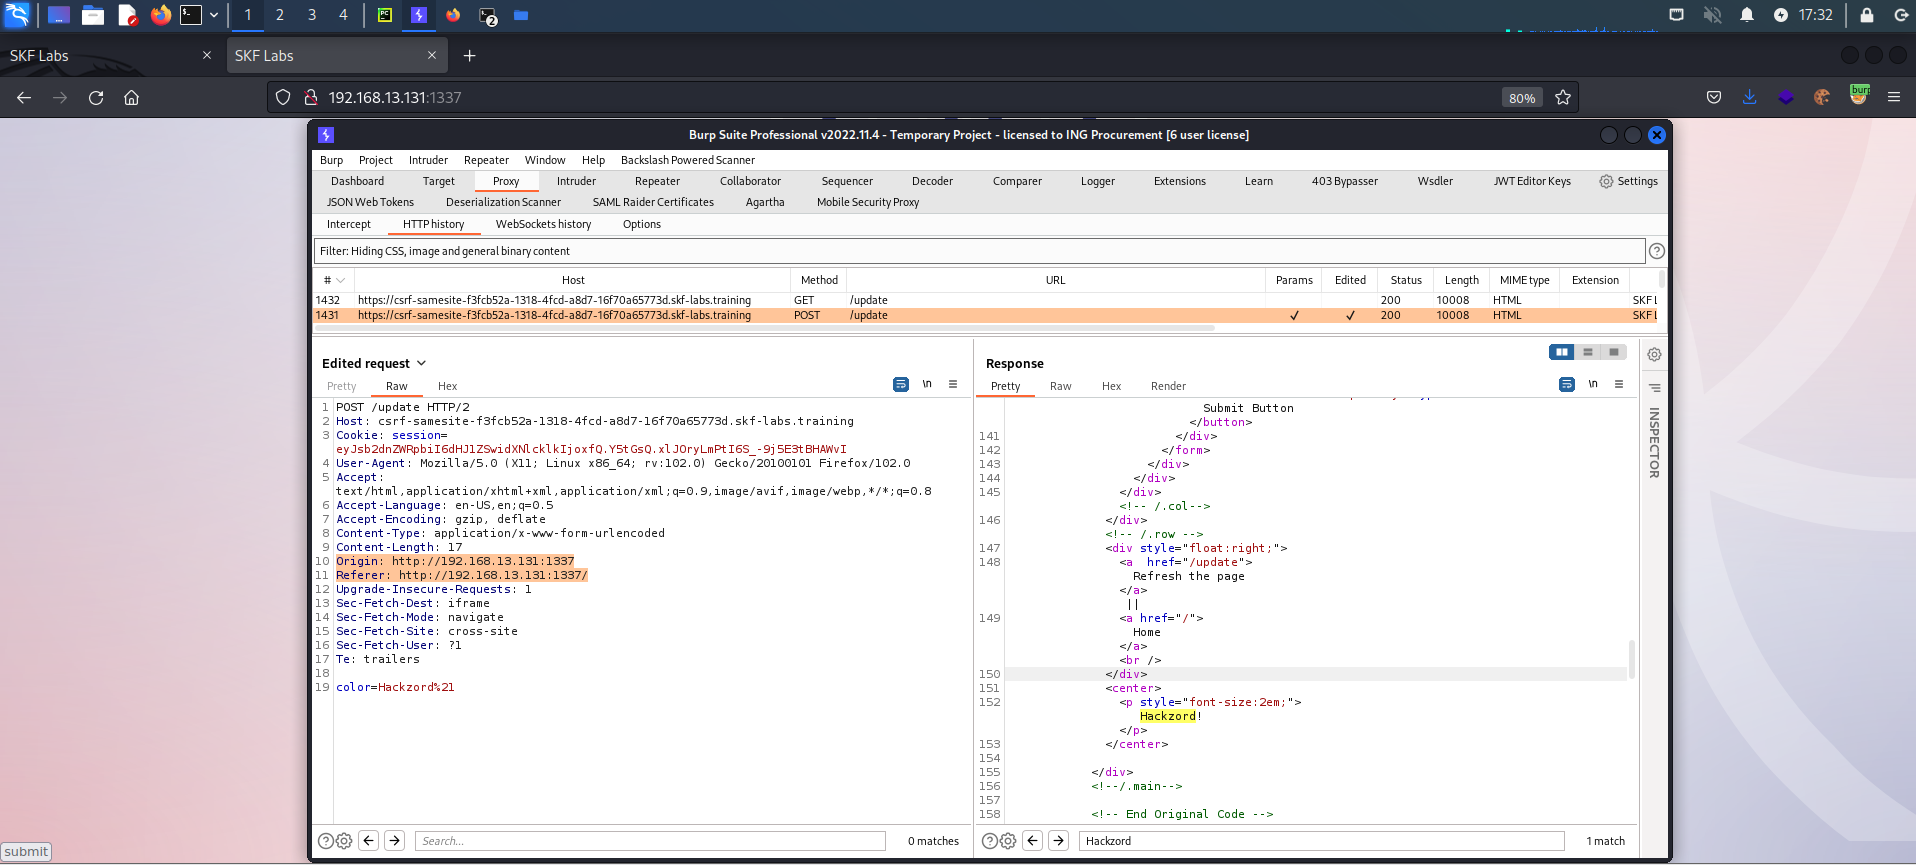 1 2 3 4 2 17:32
SKF Labs × SKF Labs × +
192.168.13.131:1337 80%
Burp Suite Professional v2022.11.4 - Temporary Project - licensed to ING Procurement [6 user license]
Burp Project Intruder Repeater Window Help Backslash Powered Scanner
Dashboard Target Proxy Intruder Repeater Collaborator Sequencer Decoder Comparer Logger Extensions Learn 403 Bypasser Wsdler JWT Editor Keys Settings
JSON Web Tokens Deserialization Scanner SAML Raider Certificates Agartha Mobile Security Proxy
Intercept HTTP history WebSockets history Options
Filter: Hiding CSS, image and general binary content
# Host Method URL Params Edited Status Length MIME type Extension
1432 https://csrf-samesite-f3fcb52a-1318-4fcd-a8d7-16f70a65773d.skf-labs.training GET /update 200 10008 HTML SKF L
1431 https://csrf-samesite-f3fcb52a-1318-4fcd-a8d7-16f70a65773d.skf-labs.training POST /update ✓ ✓ 200 10008 HTML SKF L
Edited request
Pretty Raw Hex \n
1 POST /update HTTP/2
2 Host: csrf-samesite-f3fcb52a-1318-4fcd-a8d7-16f70a65773d.skf-labs.training
3 Cookie: session=
eyJsb2dnZWRpbiI6dHJ1ZSwidXNlcklkIjoxfQ.Y5tGsQ.xlJOryLmPtI6S_-9j5E3tBHAWvI
4 User-Agent: Mozilla/5.0 (X11; Linux x86_64; rv:102.0) Gecko/20100101 Firefox/102.0
5 Accept:
text/html,application/xhtml+xml,application/xml;q=0.9,image/avif,image/webp,*/*;q=0.8
6 Accept-Language: en-US,en;q=0.5
7 Accept-Encoding: gzip, deflate
8 Content-Type: application/x-www-form-urlencoded
9 Content-Length: 17
10 Origin: http://192.168.13.131:1337
11 Referer: http://192.168.13.131:1337/
12 Upgrade-Insecure-Requests: 1
13 Sec-Fetch-Dest: iframe
14 Sec-Fetch-Mode: navigate
15 Sec-Fetch-Site: cross-site
16 Sec-Fetch-User: ?1
17 Te: trailers
18
19 color=Hackzord%21
Search... 0 matches
Response
Pretty Raw Hex Render \n
Submit Button
</button>
141 </div>
142 </form>
143 </div>
144 </div>
145 </div>
<!-- /.col-->
146 </div>
<!-- /.row -->
147 <div style="float:right;">
148 <a href="/update">
Refresh the page
</a>
||
149 <a href="/">
Home
</a>
<br />
150 </div>
151 <center>
152 <p style="font-size:2em;">
Hackzord!
</p>
153 </center>
154
155 </div>
156 <!--/.main-->
157
158 <!-- End Original Code -->
Hackzord 1 match
INSPECTOR
submit